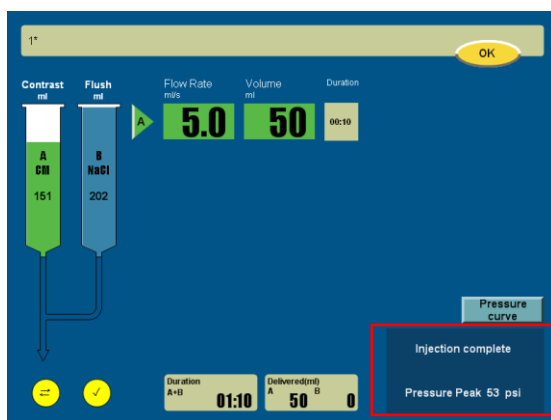 1*
OK
Contrast
ml
Flush
ml
Flow Rate
ml/s
Volume
ml
Duration
A
5.0
50
00:10
A
CM
151
B
NaCl
202
Pressure
curve
Injection complete
Pressure Peak 53 psi
Duration
A+B
01:10
Delivered(ml)
A 50 B 0